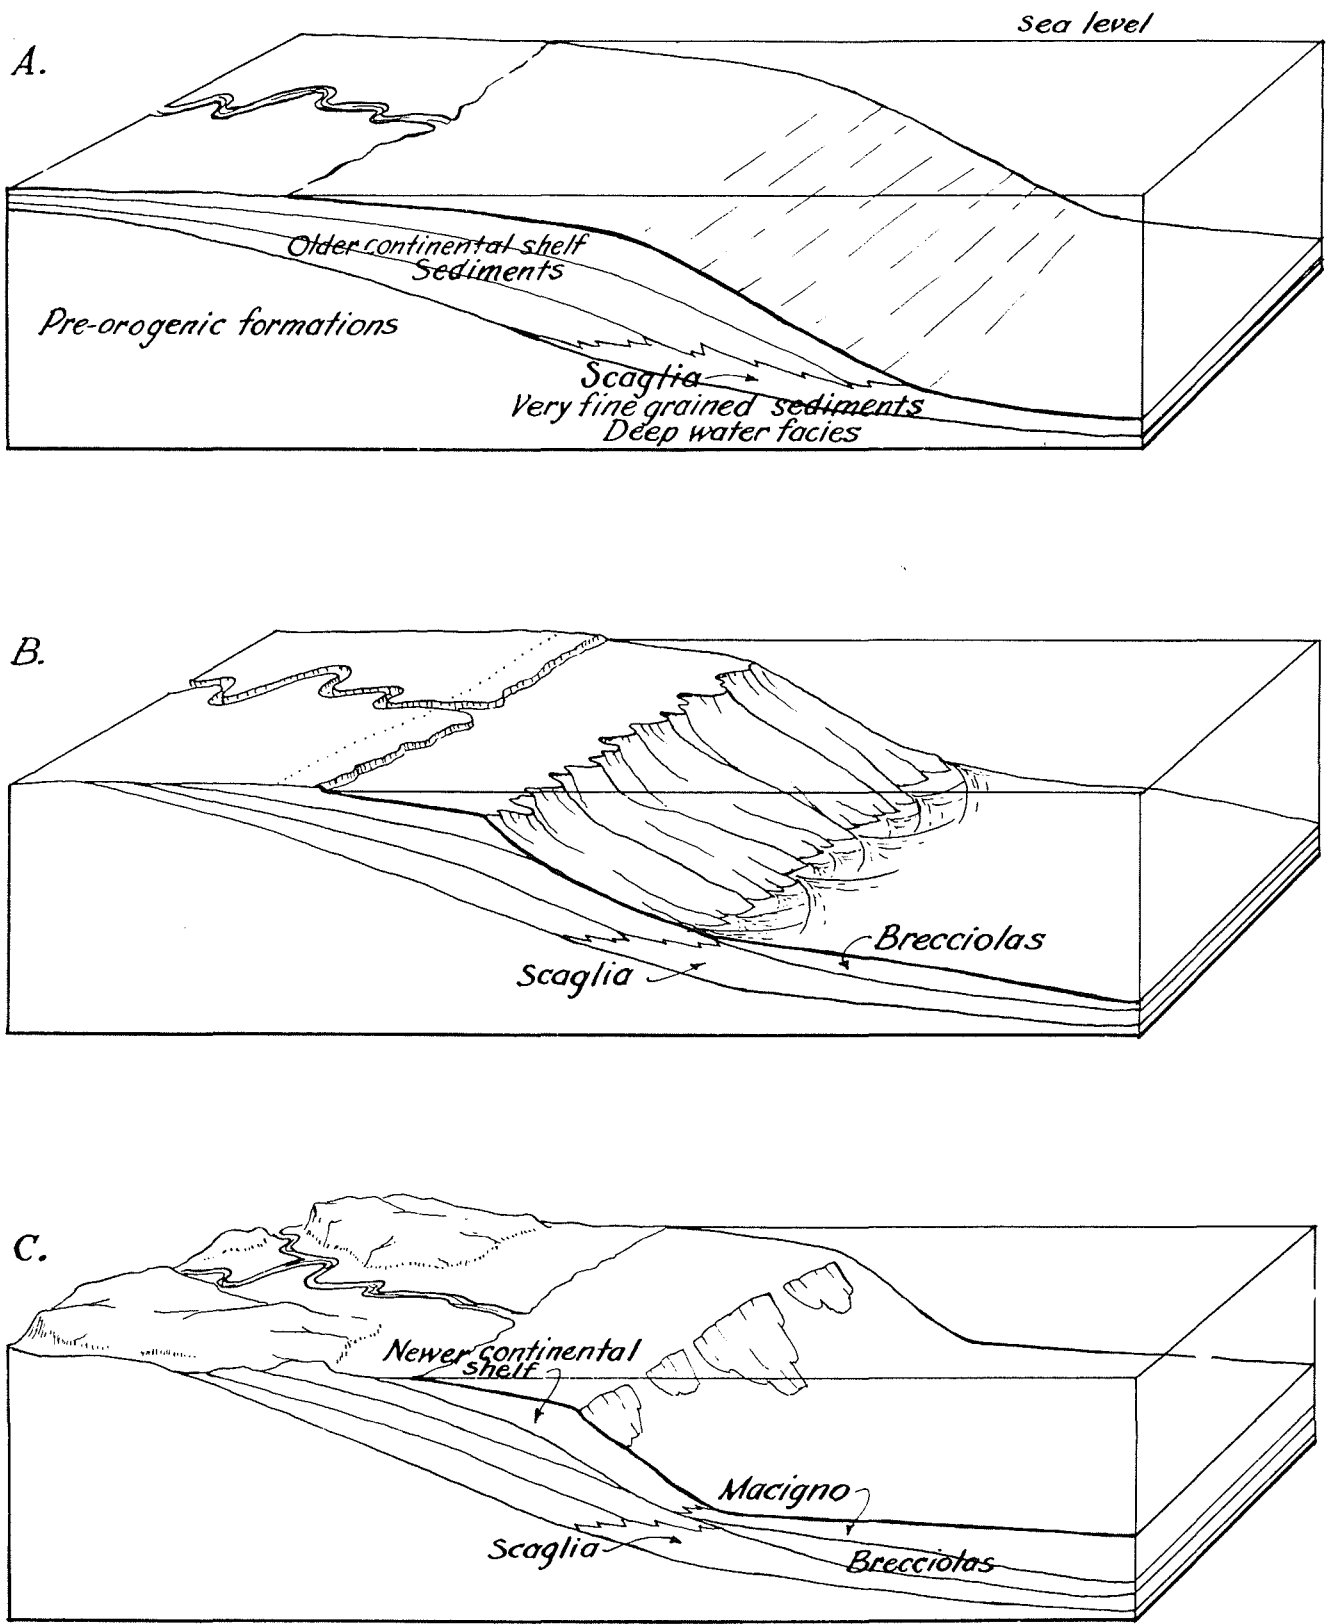 A.
sea level
Older continental shelf
Sediments
Pre-orogenic formations
Scaglia
Very fine grained sediments
Deep water facies
B.
Brecciolas
Scaglia
C.
Newer continental
shelf
Macigno
Scaglia
Brecciolas